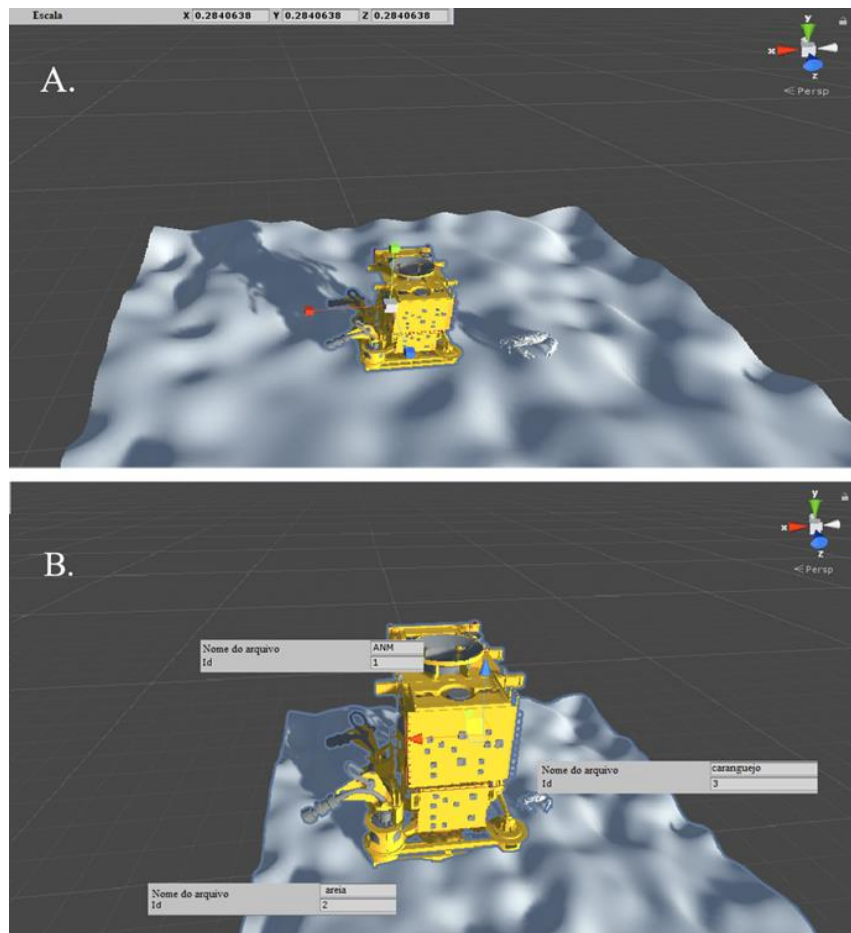 Escala X 0.2840638 Y 0.2840638 Z 0.2840638
y
A.
x
z
Persp
y
B.
x
z
Persp
Nome do arquivo ANM
Id 1
Nome do arquivo caranguejo
Id 3
Nome do arquivo areia
Id 2